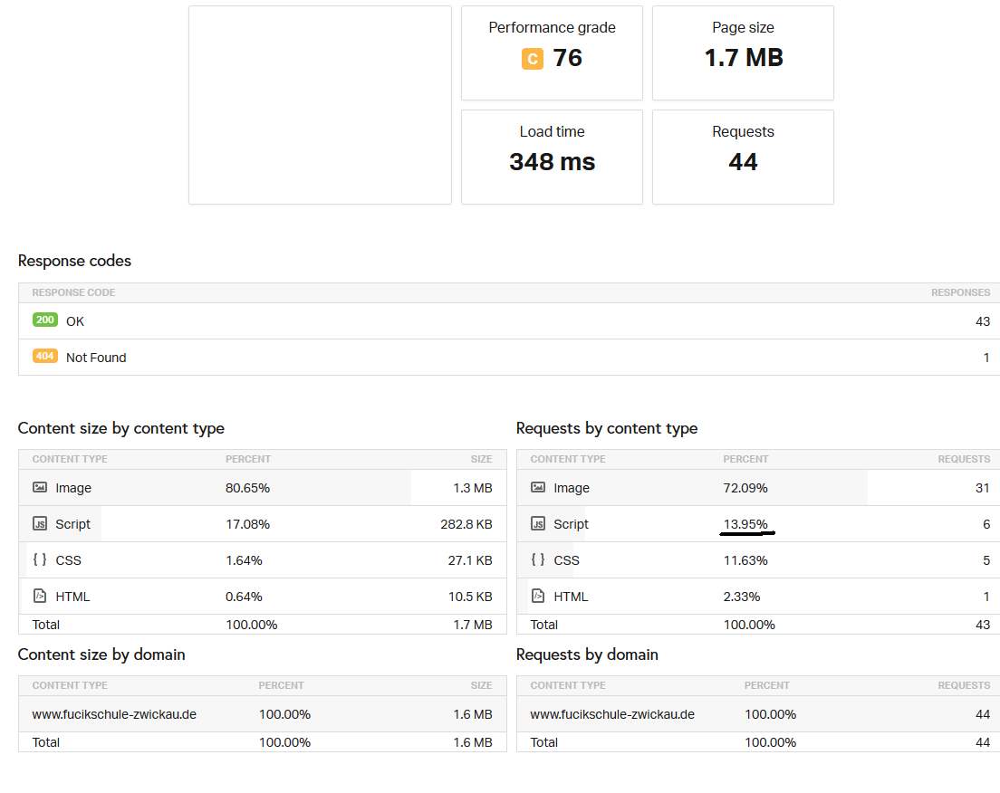 Performance grade
Page size
C 76
1.7 MB
Load time
Requests
348 ms
44
Response codes
RESPONSE CODE RESPONSES
200 OK 43
404 Not Found 1
Content size by content type
CONTENT TYPE PERCENT SIZE
Image 80.65% 1.3 MB
JS Script 17.08% 282.8 KB
{ } CSS 1.64% 27.1 KB
</> HTML 0.64% 10.5 KB
Total 100.00% 1.7 MB
Requests by content type
CONTENT TYPE PERCENT REQUESTS
Image 72.09% 31
JS Script 13.95% 6
{ } CSS 11.63% 5
</> HTML 2.33% 1
Total 100.00% 43
Content size by domain
CONTENT TYPE PERCENT SIZE
www.fucikschule-zwickau.de 100.00% 1.6 MB
Total 100.00% 1.6 MB
Requests by domain
CONTENT TYPE PERCENT REQUESTS
www.fucikschule-zwickau.de 100.00% 44
Total 100.00% 44